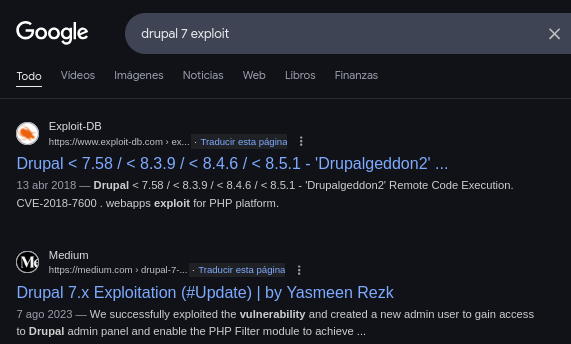 Google
drupal 7 exploit
Todo Vídeos Imágenes Noticias Web Libros Finanzas
Exploit-DB
https://www.exploit-db.com › ex... · Traducir esta página
Drupal < 7.58 / < 8.3.9 / < 8.4.6 / < 8.5.1 - 'Drupalgeddon2' ...
13 abr 2018 — Drupal < 7.58 / < 8.3.9 / < 8.4.6 / < 8.5.1 - 'Drupalgeddon2' Remote Code Execution.
CVE-2018-7600 . webapps exploit for PHP platform.
Medium
https://medium.com › drupal-7-... · Traducir esta página
Drupal 7.x Exploitation (#Update) | by Yasmeen Rezk
7 ago 2023 — We successfully exploited the vulnerability and created a new admin user to gain access
to Drupal admin panel and enable the PHP Filter module to achieve ...